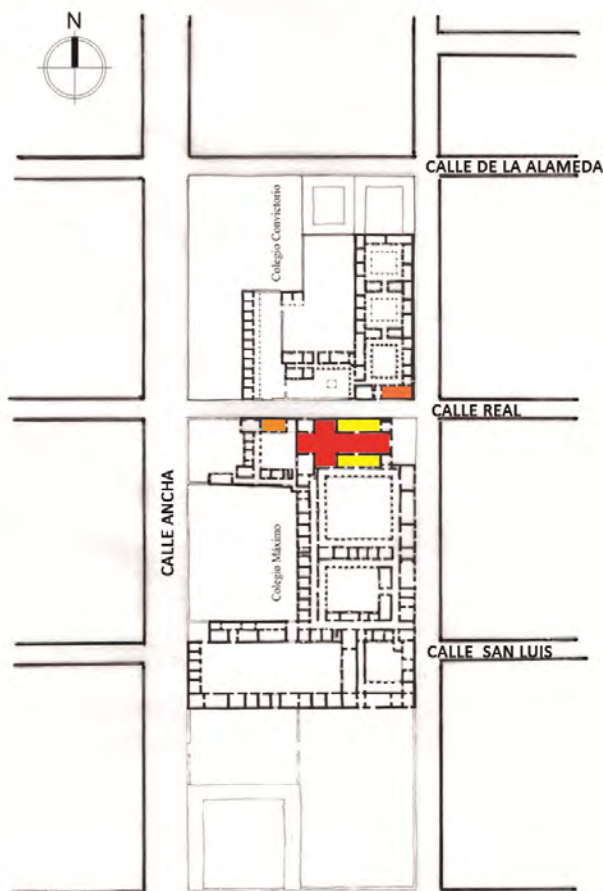 N
CALLE DE LA ALAMEDA
Colegio Convictorio
CALLE REAL
CALLE ANCHA
Colegio Máximo
CALLE SAN LUIS